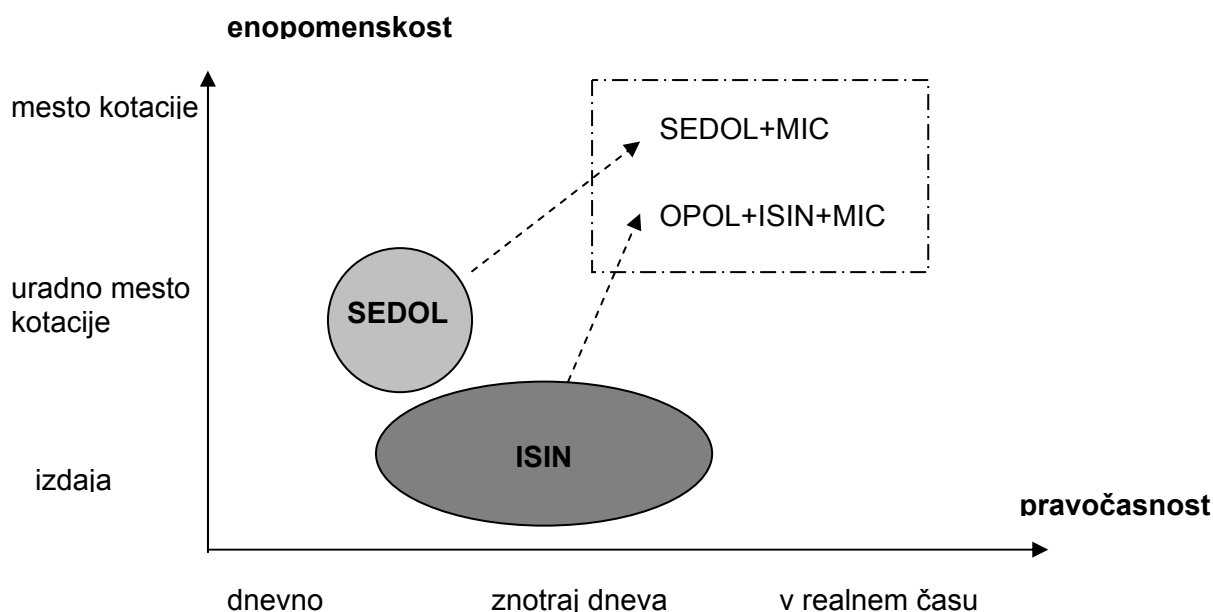 enopomenskost
mesto kotacije
SEDOL+MIC
OPOL+ISIN+MIC
uradno mesto
kotacije
SEDOL
ISIN
izdaja
pravočasnost
dnevno
znotraj dneva
v realnem času